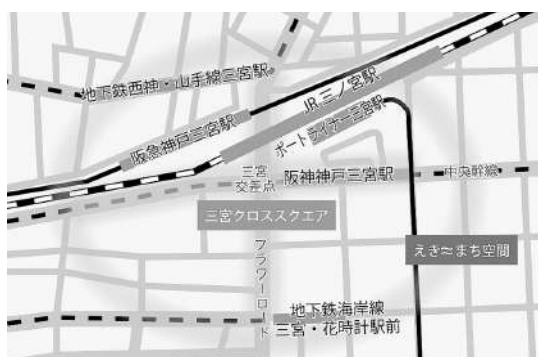 地下鉄西神・山手線三宮駅
JR 三ノ宮駅
阪急神戸三宮駅
ポートライナー三宮駅
三宮
交差点
阪神神戸三宮駅
中央幹線
三宮クロススクエア
フラワーロード
えき≈まち空間
地下鉄海岸線
三宮・花時計駅前